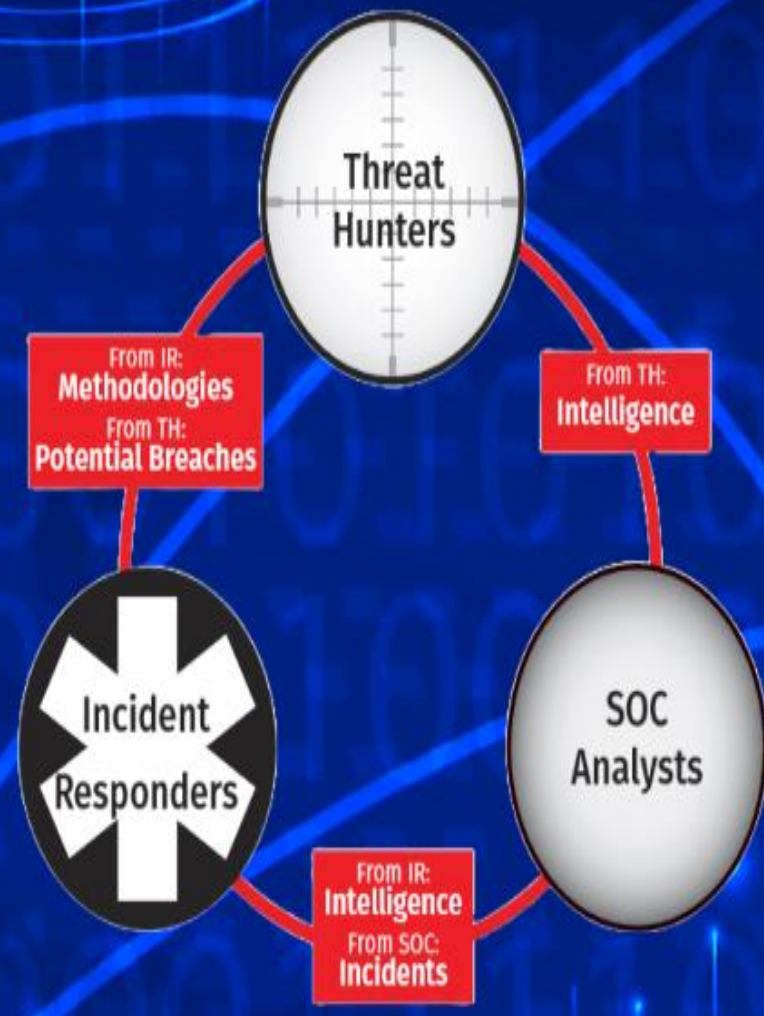 Threat
Hunters
From IR:
Methodologies
From TH:
Potential Breaches
From TH:
Intelligence
Incident
Responders
SOC
Analysts
From IR:
Intelligence
From SOC:
Incidents